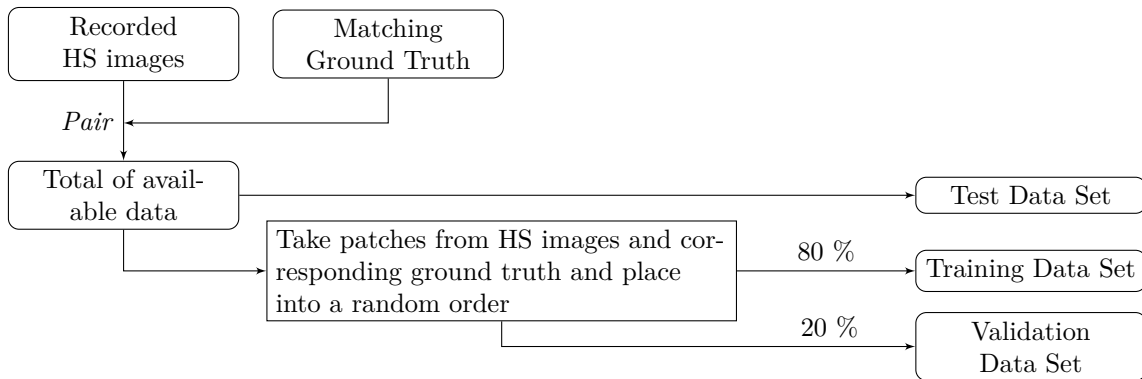 Recorded
HS images
Matching
Ground Truth
Pair
Total of avail-
able data
Test Data Set
Take patches from HS images and cor-
responding ground truth and place
into a random order
80 %
Training Data Set
20 %
Validation
Data Set